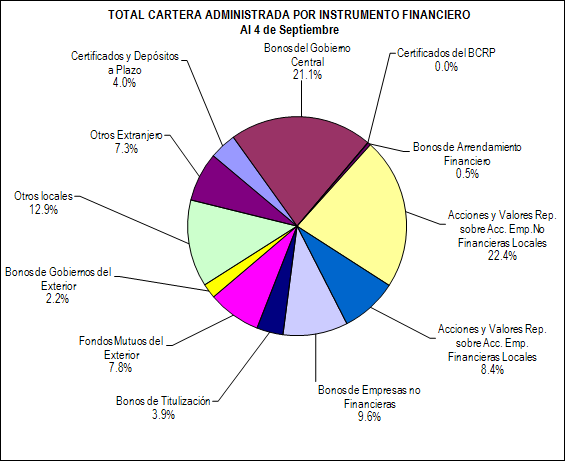 TOTAL CARTERA ADMINISTRADA POR INSTRUMENTO FINANCIERO
Al 4 de Septiembre
Bonos del Gobierno
Central
21.1%
Certificados del BCRP
0.0%
Bonos de Arrendamiento
Financiero
0.5%
Acciones y Valores Rep.
sobre Acc. Emp.No
Financieras Locales
22.4%
Acciones y Valores Rep.
sobre Acc. Emp.
Financieras Locales
8.4%
Bonos de Empresas no
Financieras
9.6%
Bonos de Titulización
3.9%
Fondos Mutuos del
Exterior
7.8%
Bonos de Gobiernos del
Exterior
2.2%
Otros locales
12.9%
Otros Extranjero
7.3%
Certificados y Depósitos
a Plazo
4.0%